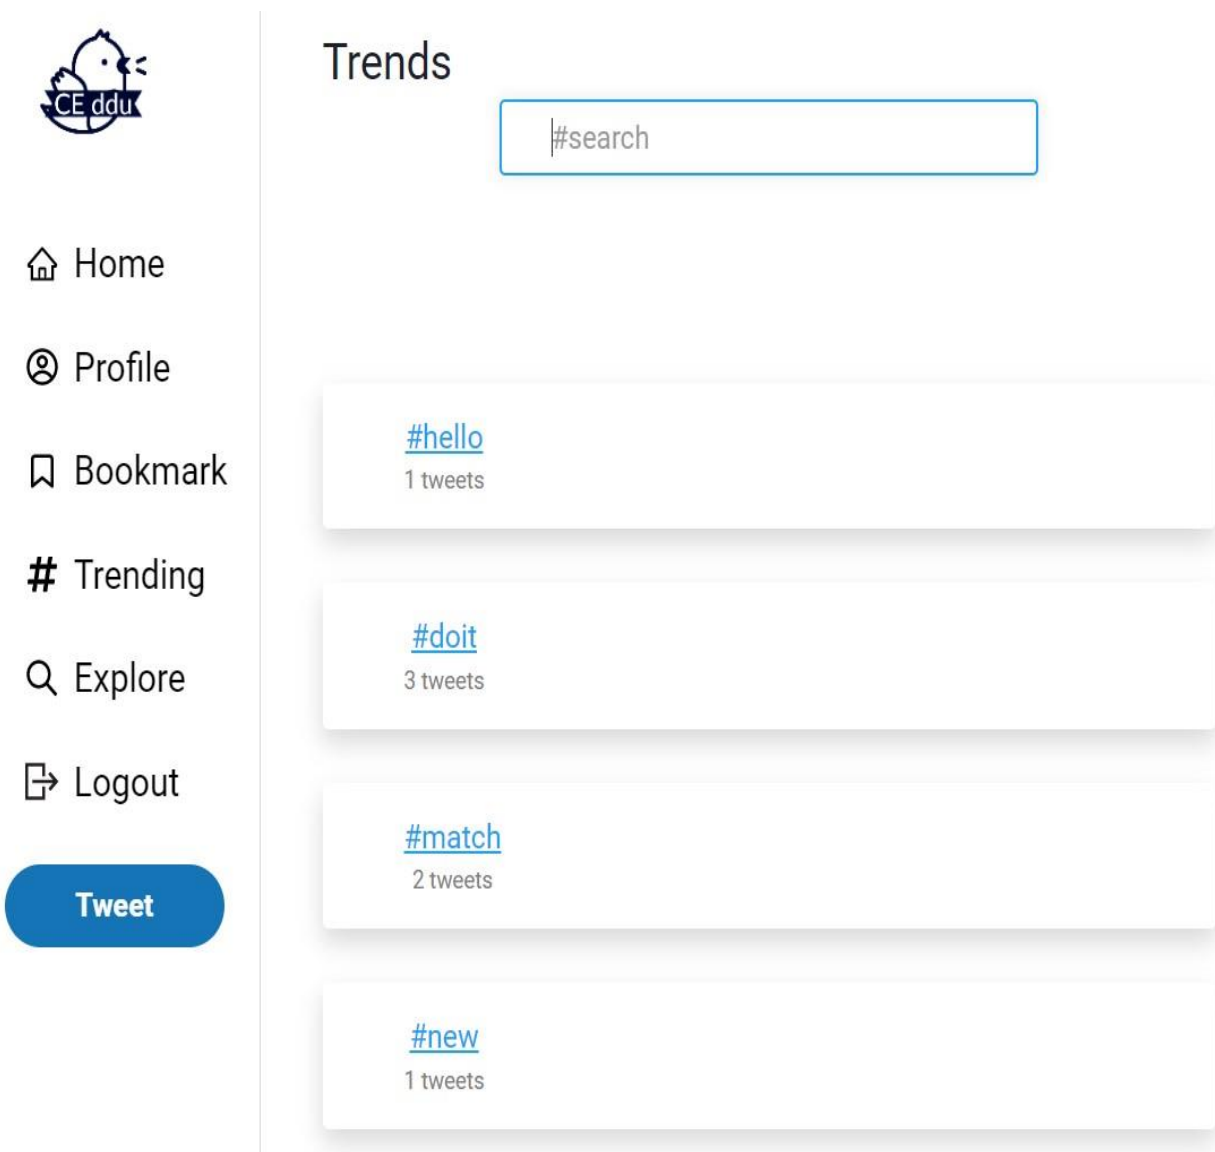 CE ddu
Home
Profile
Bookmark
# Trending
Explore
Logout
Tweet
Trends
#search
#hello
1 tweets
#doit
3 tweets
#match
2 tweets
#new
1 tweets